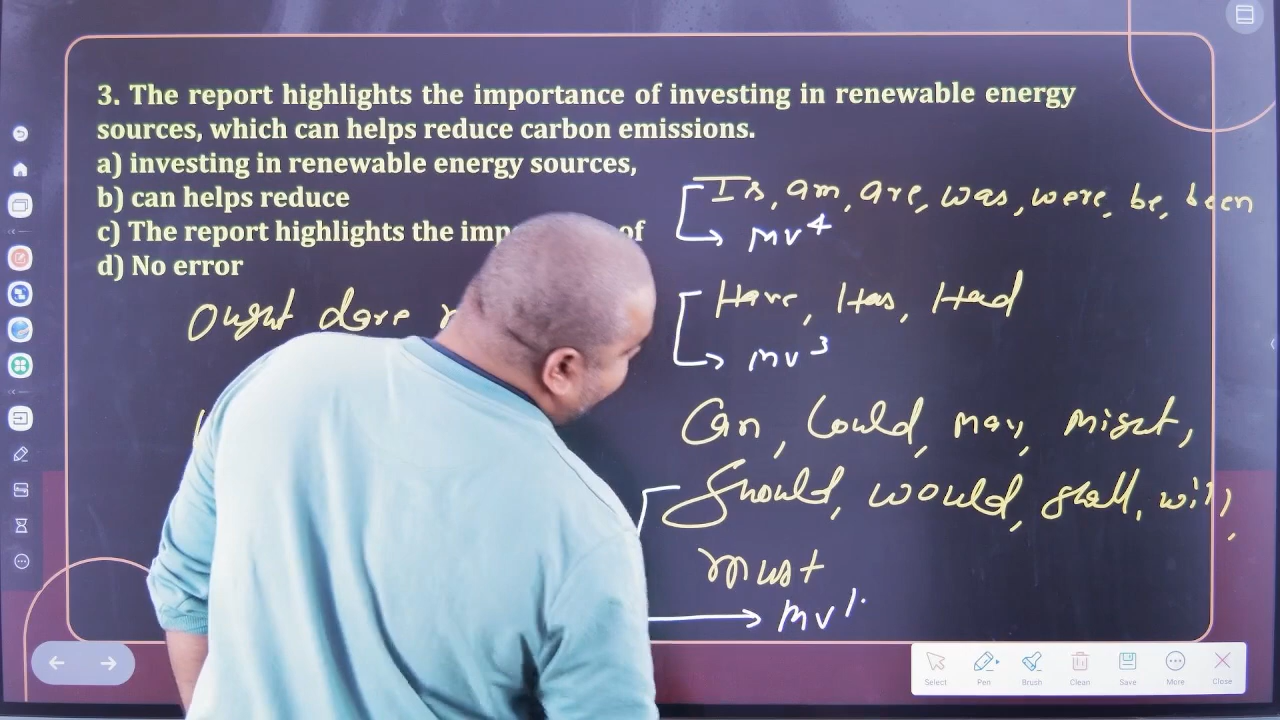 3. The report highlights the importance of investing in renewable energy
sources, which can helps reduce carbon emissions.
a) investing in renewable energy sources,
b) can helps reduce
c) The report highlights the of
d) No error
Is, am, are, was, were, be, been
→ mv4
Have, Has, Had
→ mv3
Can, Could, may, might,
Should, would, shall, will,
must
→ mv1
Ought dare
Select Pen Brush Clean Save More Close